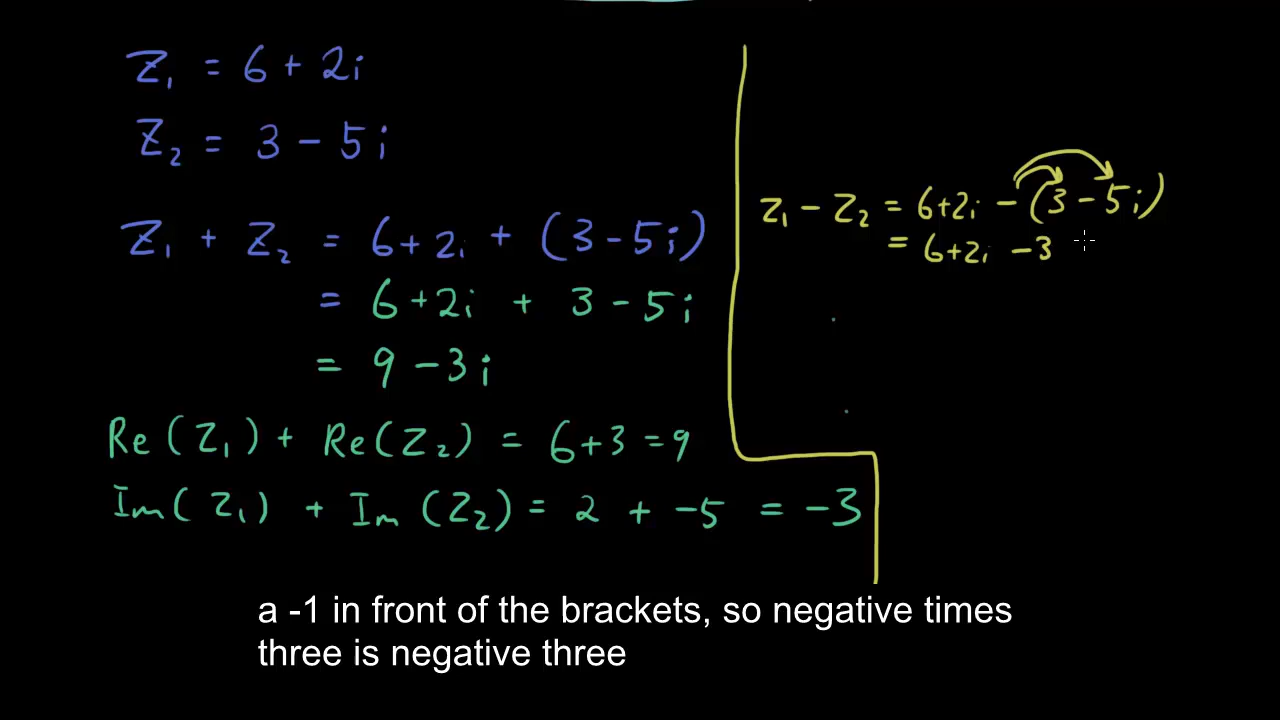 Z₁ = 6 + 2i
Z₂ = 3 - 5i
Z₁ + Z₂ = 6+2i + (3-5i)
= 6+2i + 3-5i
= 9-3i
Re(Z₁) + Re(Z₂) = 6+3 = 9
Im(Z₁) + Im(Z₂) = 2 + -5 = -3
Z₁ - Z₂ = 6+2i - (3-5i)
= 6+2i -3
a -1 in front of the brackets, so negative times
three is negative three